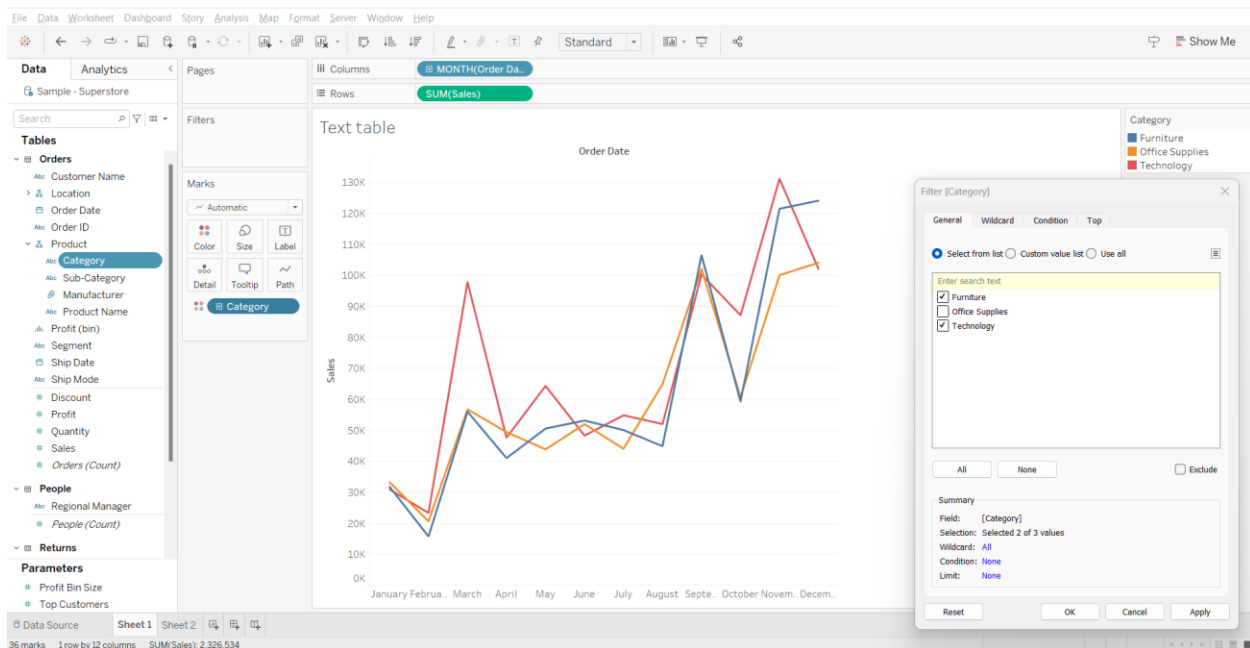 File Data Worksheet Dashboard Story Analysis Map Format Server Window Help
Standard
Show Me
Data Analytics
Sample - Superstore
Search
Tables
Orders
Abc Customer Name
Location
Order Date
Abc Order ID
Product
Abc Category
Abc Sub-Category
Manufacturer
Abc Product Name
Profit (bin)
Abc Segment
Ship Date
Abc Ship Mode
# Discount
# Profit
# Quantity
# Sales
# Orders (Count)
People
Abc Regional Manager
# People (Count)
Returns
Parameters
# Profit Bin Size
# Top Customers
Pages
Filters
Marks
Automatic
Color Size Label
Detail Tooltip Path
Category
Columns MONTH(Order Da..
Rows SUM(Sales)
Text table
Order Date
Sales
130K
120K
110K
100K
90K
80K
70K
60K
50K
40K
30K
20K
10K
0K
January Februa.. March April May June July August Septe.. October Novem.. Decem..
Category
Furniture
Office Supplies
Technology
Filter [Category]
General Wildcard Condition Top
Select from list Custom value list Use all
Enter search text
Furniture
Office Supplies
Technology
All None Exclude
Summary
Field: [Category]
Selection: Selected 2 of 3 values
Wildcard: All
Condition: None
Limit: None
Reset OK Cancel Apply
Data Source Sheet 1 Sheet 2
36 marks 1 row by 12 columns SUM(Sales): 2,326,534